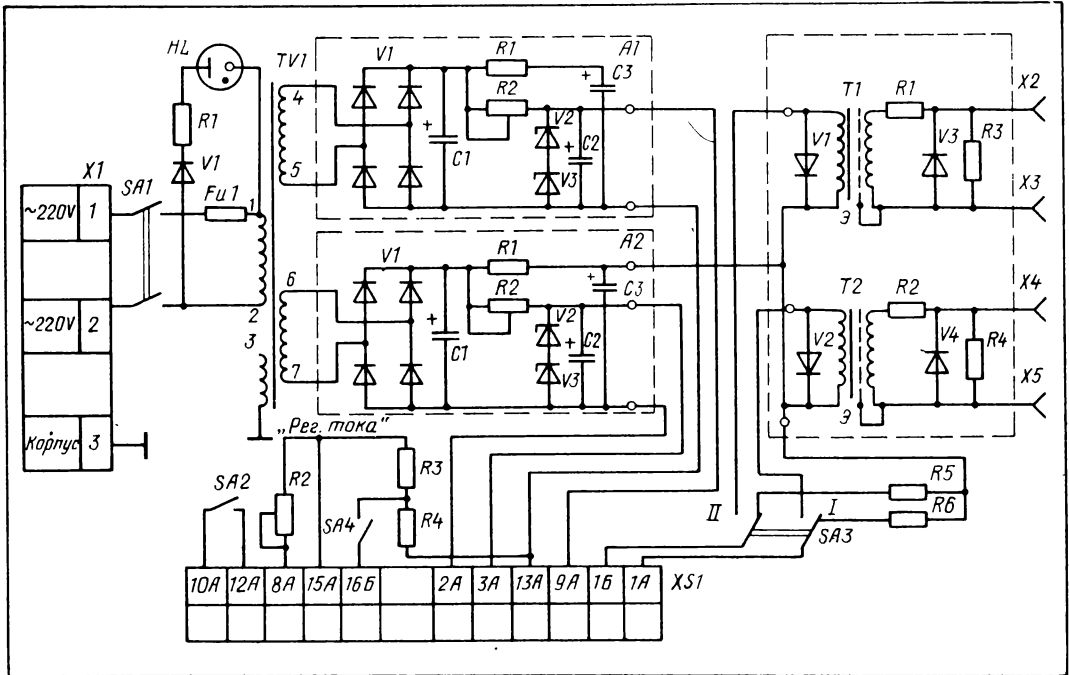 HL
TV1
V1
R1
C3
A1
R2
V2
C1
C2
V3
4
5
R1
V1
Fu1
1
2
3
X1
SA1
~220V 1
~220V 2
Корпус 3
6
7
V1
R1
A2
C3
R2
V2
C1
C2
V3
T1
R1
X2
V1
V3
R3
X3
Э
T2
R2
X4
V2
V4
R4
X5
Э
„Рег. тока“
SA2
R2
SA4
R3
R4
II
I
SA3
R5
R6
10А 12А 8А 15А 16Б 2А 3А 13А 9А 1Б 1А XS1